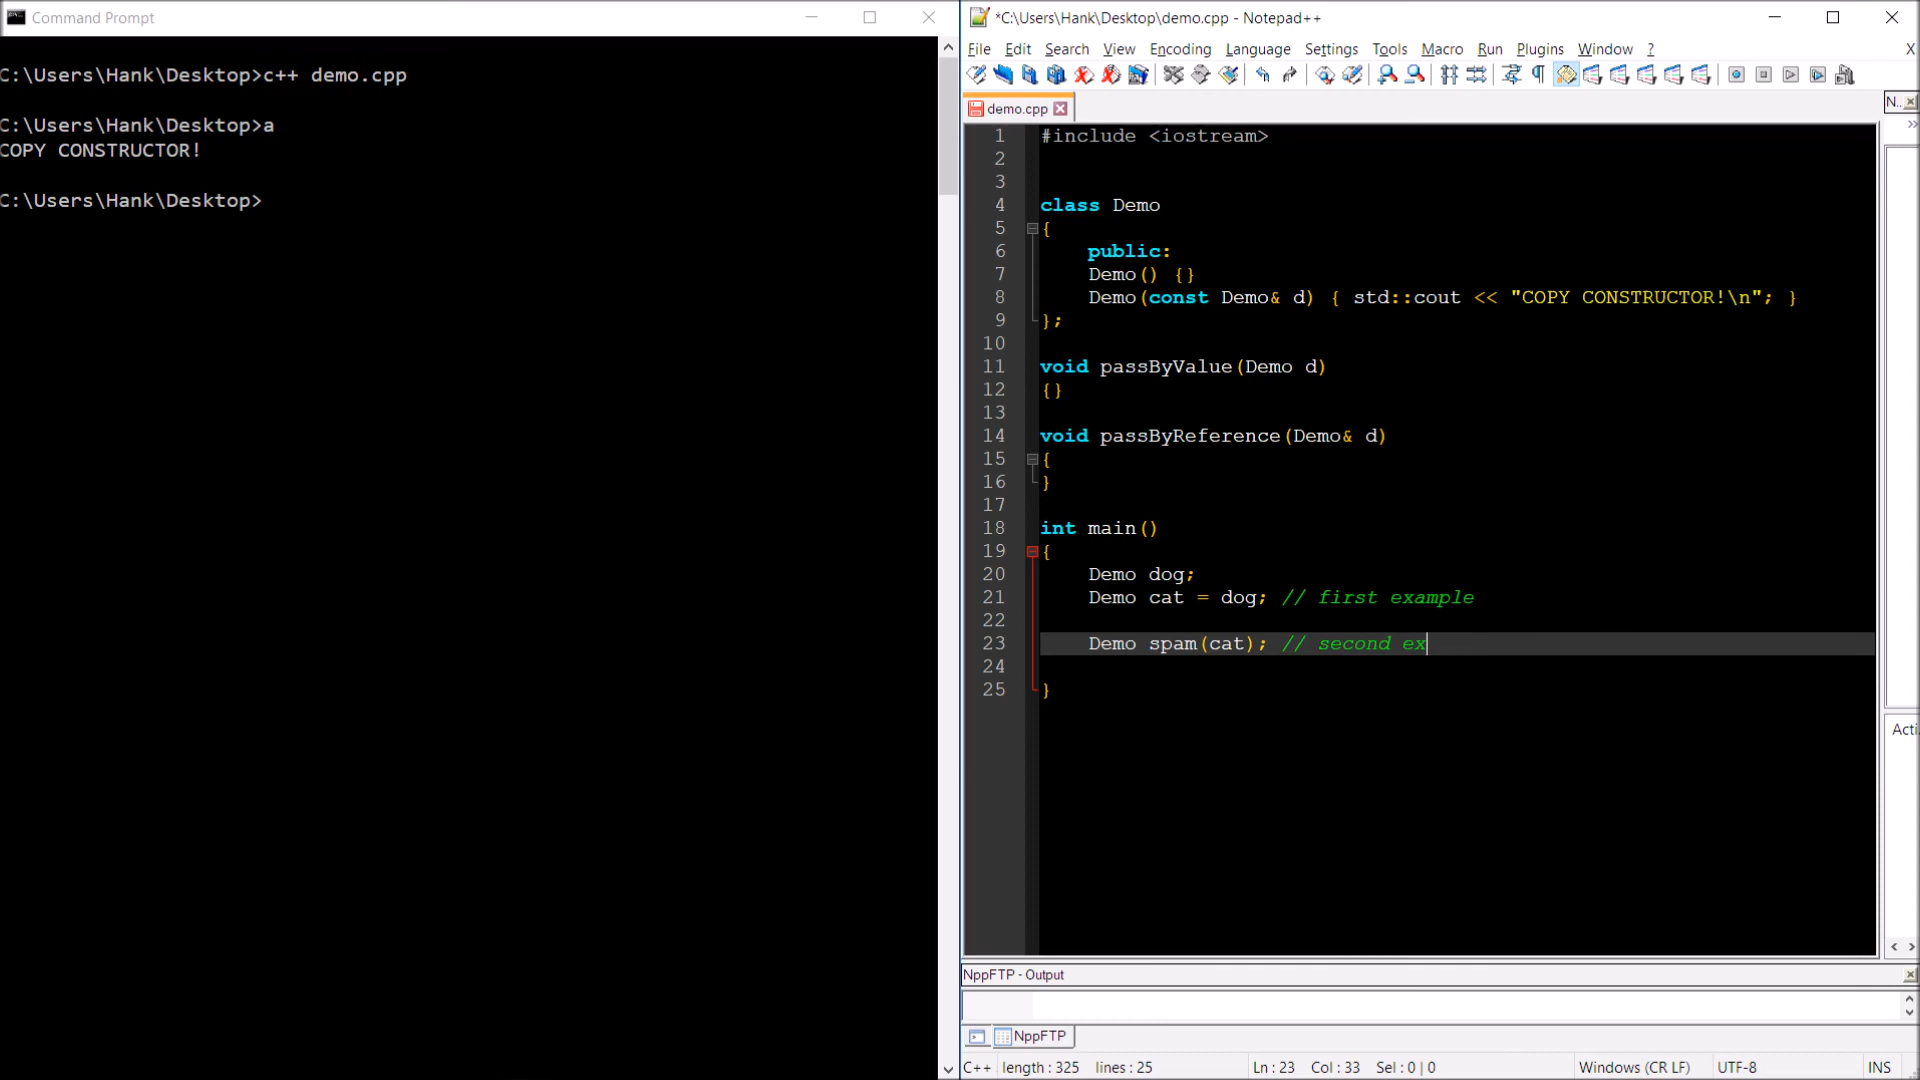 Command Prompt
C:\Users\Hank\Desktop>c++ demo.cpp
C:\Users\Hank\Desktop>a
COPY CONSTRUCTOR!
C:\Users\Hank\Desktop>
*C:\Users\Hank\Desktop\demo.cpp - Notepad++
File Edit Search View Encoding Language Settings Tools Macro Run Plugins Window ? X
demo.cpp
N..
1 #include <iostream>
2
3
4 class Demo
5 {
6 public:
7 Demo() {}
8 Demo(const Demo& d) { std::cout << "COPY CONSTRUCTOR!\n"; }
9 };
10
11 void passByValue(Demo d)
12 {}
13
14 void passByReference(Demo& d)
15 {
16 }
17
18 int main()
19 {
20 Demo dog;
21 Demo cat = dog; // first example
22
23 Demo spam(cat); // second ex
24
25 }
Acti.
NppFTP - Output
NppFTP
C++ length : 325 lines : 25 Ln : 23 Col : 33 Sel : 0 | 0 Windows (CR LF) UTF-8 INS